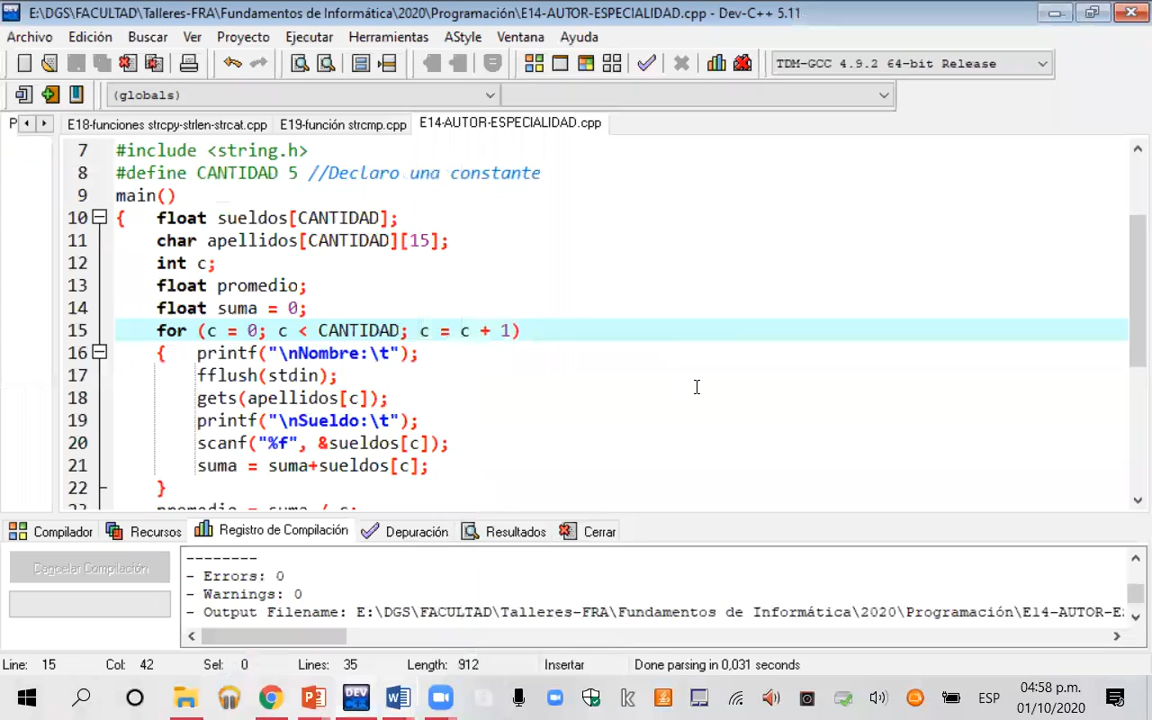 E:\DGS\FACULTAD\Talleres-FRA\Fundamentos de Informática\2020\Programación\E14-AUTOR-ESPECIALIDAD.cpp - Dev-C++ 5.11
Archivo Edición Buscar Ver Proyecto Ejecutar Herramientas AStyle Ventana Ayuda
TDM-GCC 4.9.2 64-bit Release
(globals)
P E18-funciones strcpy-strlen-strcat.cpp E19-función strcmp.cpp E14-AUTOR-ESPECIALIDAD.cpp
7 #include <string.h>
8 #define CANTIDAD 5 //Declaro una constante
9 main()
10 { float sueldos[CANTIDAD];
11 char apellidos[CANTIDAD][15];
12 int c;
13 float promedio;
14 float suma = 0;
15 for (c = 0; c < CANTIDAD; c = c + 1)
16 { printf("\nNombre:\t");
17 fflush(stdin);
18 gets(apellidos[c]);
19 printf("\nSueldo:\t");
20 scanf("%f", &sueldos[c]);
21 suma = suma+sueldos[c];
22 }
23 promedio = suma / c;
Compilador Recursos Registro de Compilación Depuración Resultados Cerrar
Cancelar Compilación
--------
- Errors: 0
- Warnings: 0
- Output Filename: E:\DGS\FACULTAD\Talleres-FRA\Fundamentos de Informática\2020\Programación\E14-AUTOR-E
Line: 15 Col: 42 Sel: 0 Lines: 35 Length: 912 Insertar Done parsing in 0,031 seconds
DEV W ESP 04:58 p.m.
01/10/2020